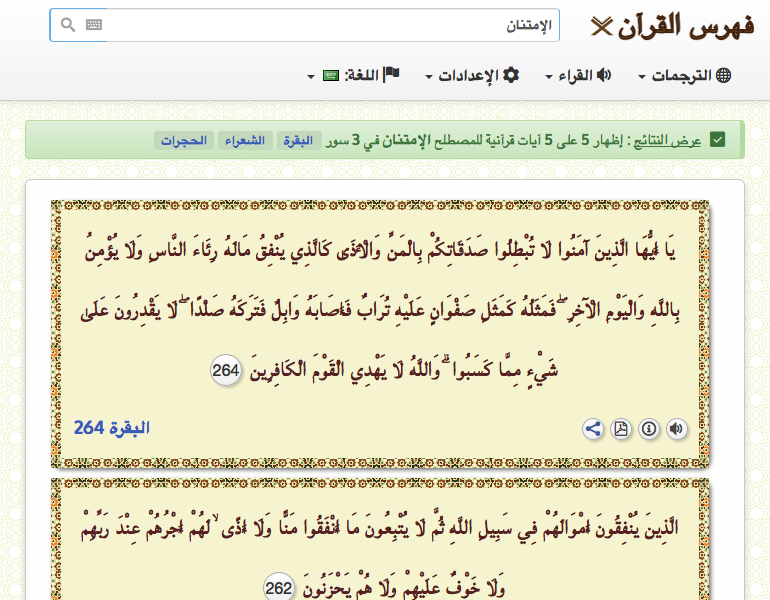 فهرس القرآن
الإمتنان
الترجمات
القراء
الإعدادات
اللغة:
عرض النتائج : إظهار 5 على 5 آيات قرآنية للمصطلح الإمتنان في 3 سور البقرة الشعراء الحجرات
يَا أَيُّهَا الَّذِينَ آمَنُوا لَا تُبْطِلُوا صَدَقَاتِكُمْ بِالْمَنِّ وَالْأَذَىٰ كَالَّذِي يُنْفِقُ مَالَهُ رِئَاءَ النَّاسِ وَلَا يُؤْمِنُ
بِاللَّهِ وَالْيَوْمِ الْآخِرِ ۖ فَمَثَلُهُ كَمَثَلِ صَفْوَانٍ عَلَيْهِ تُرَابٌ فَأَصَابَهُ وَابِلٌ فَتَرَكَهُ صَلْدًا ۖ لَا يَقْدِرُونَ عَلَىٰ
شَيْءٍ مِمَّا كَسَبُوا ۗ وَاللَّهُ لَا يَهْدِي الْقَوْمَ الْكَافِرِينَ 264
البقرة 264
الَّذِينَ يُنْفِقُونَ أَمْوَالَهُمْ فِي سَبِيلِ اللَّهِ ثُمَّ لَا يُتْبِعُونَ مَا أَنْفَقُوا مَنًّا وَلَا أَذًى ۙ لَهُمْ أَجْرُهُمْ عِنْدَ رَبِّهِمْ
وَلَا خَوْفٌ عَلَيْهِمْ وَلَا هُمْ يَحْزَنُونَ 262